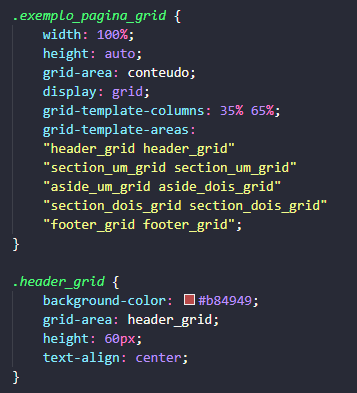 .exemplo_pagina_grid {
    width: 100%;
    height: auto;
    grid-area: conteudo;
    display: grid;
    grid-template-columns: 35% 65%;
    grid-template-areas:
    "header_grid header_grid"
    "section_um_grid section_um_grid"
    "aside_um_grid aside_dois_grid"
    "section_dois_grid section_dois_grid"
    "footer_grid footer_grid";
}

.header_grid {
    background-color: #b84949;
    grid-area: header_grid;
    height: 60px;
    text-align: center;
}